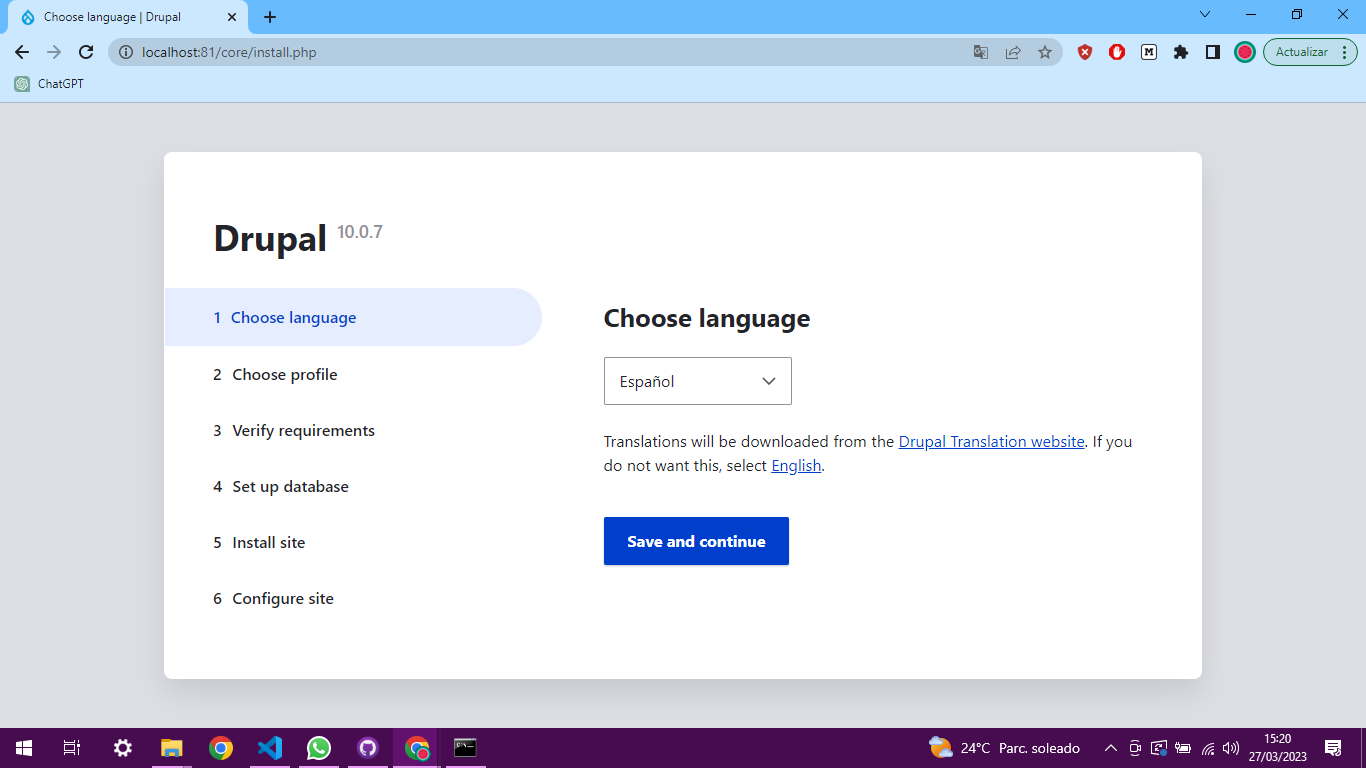 Choose language | Drupal
localhost:81/core/install.php
Actualizar
ChatGPT
Drupal 10.0.7
1 Choose language
2 Choose profile
3 Verify requirements
4 Set up database
5 Install site
6 Configure site
Choose language
Español
Translations will be downloaded from the Drupal Translation website. If you
do not want this, select English.
Save and continue
24°C Parc. soleado
15:20
27/03/2023